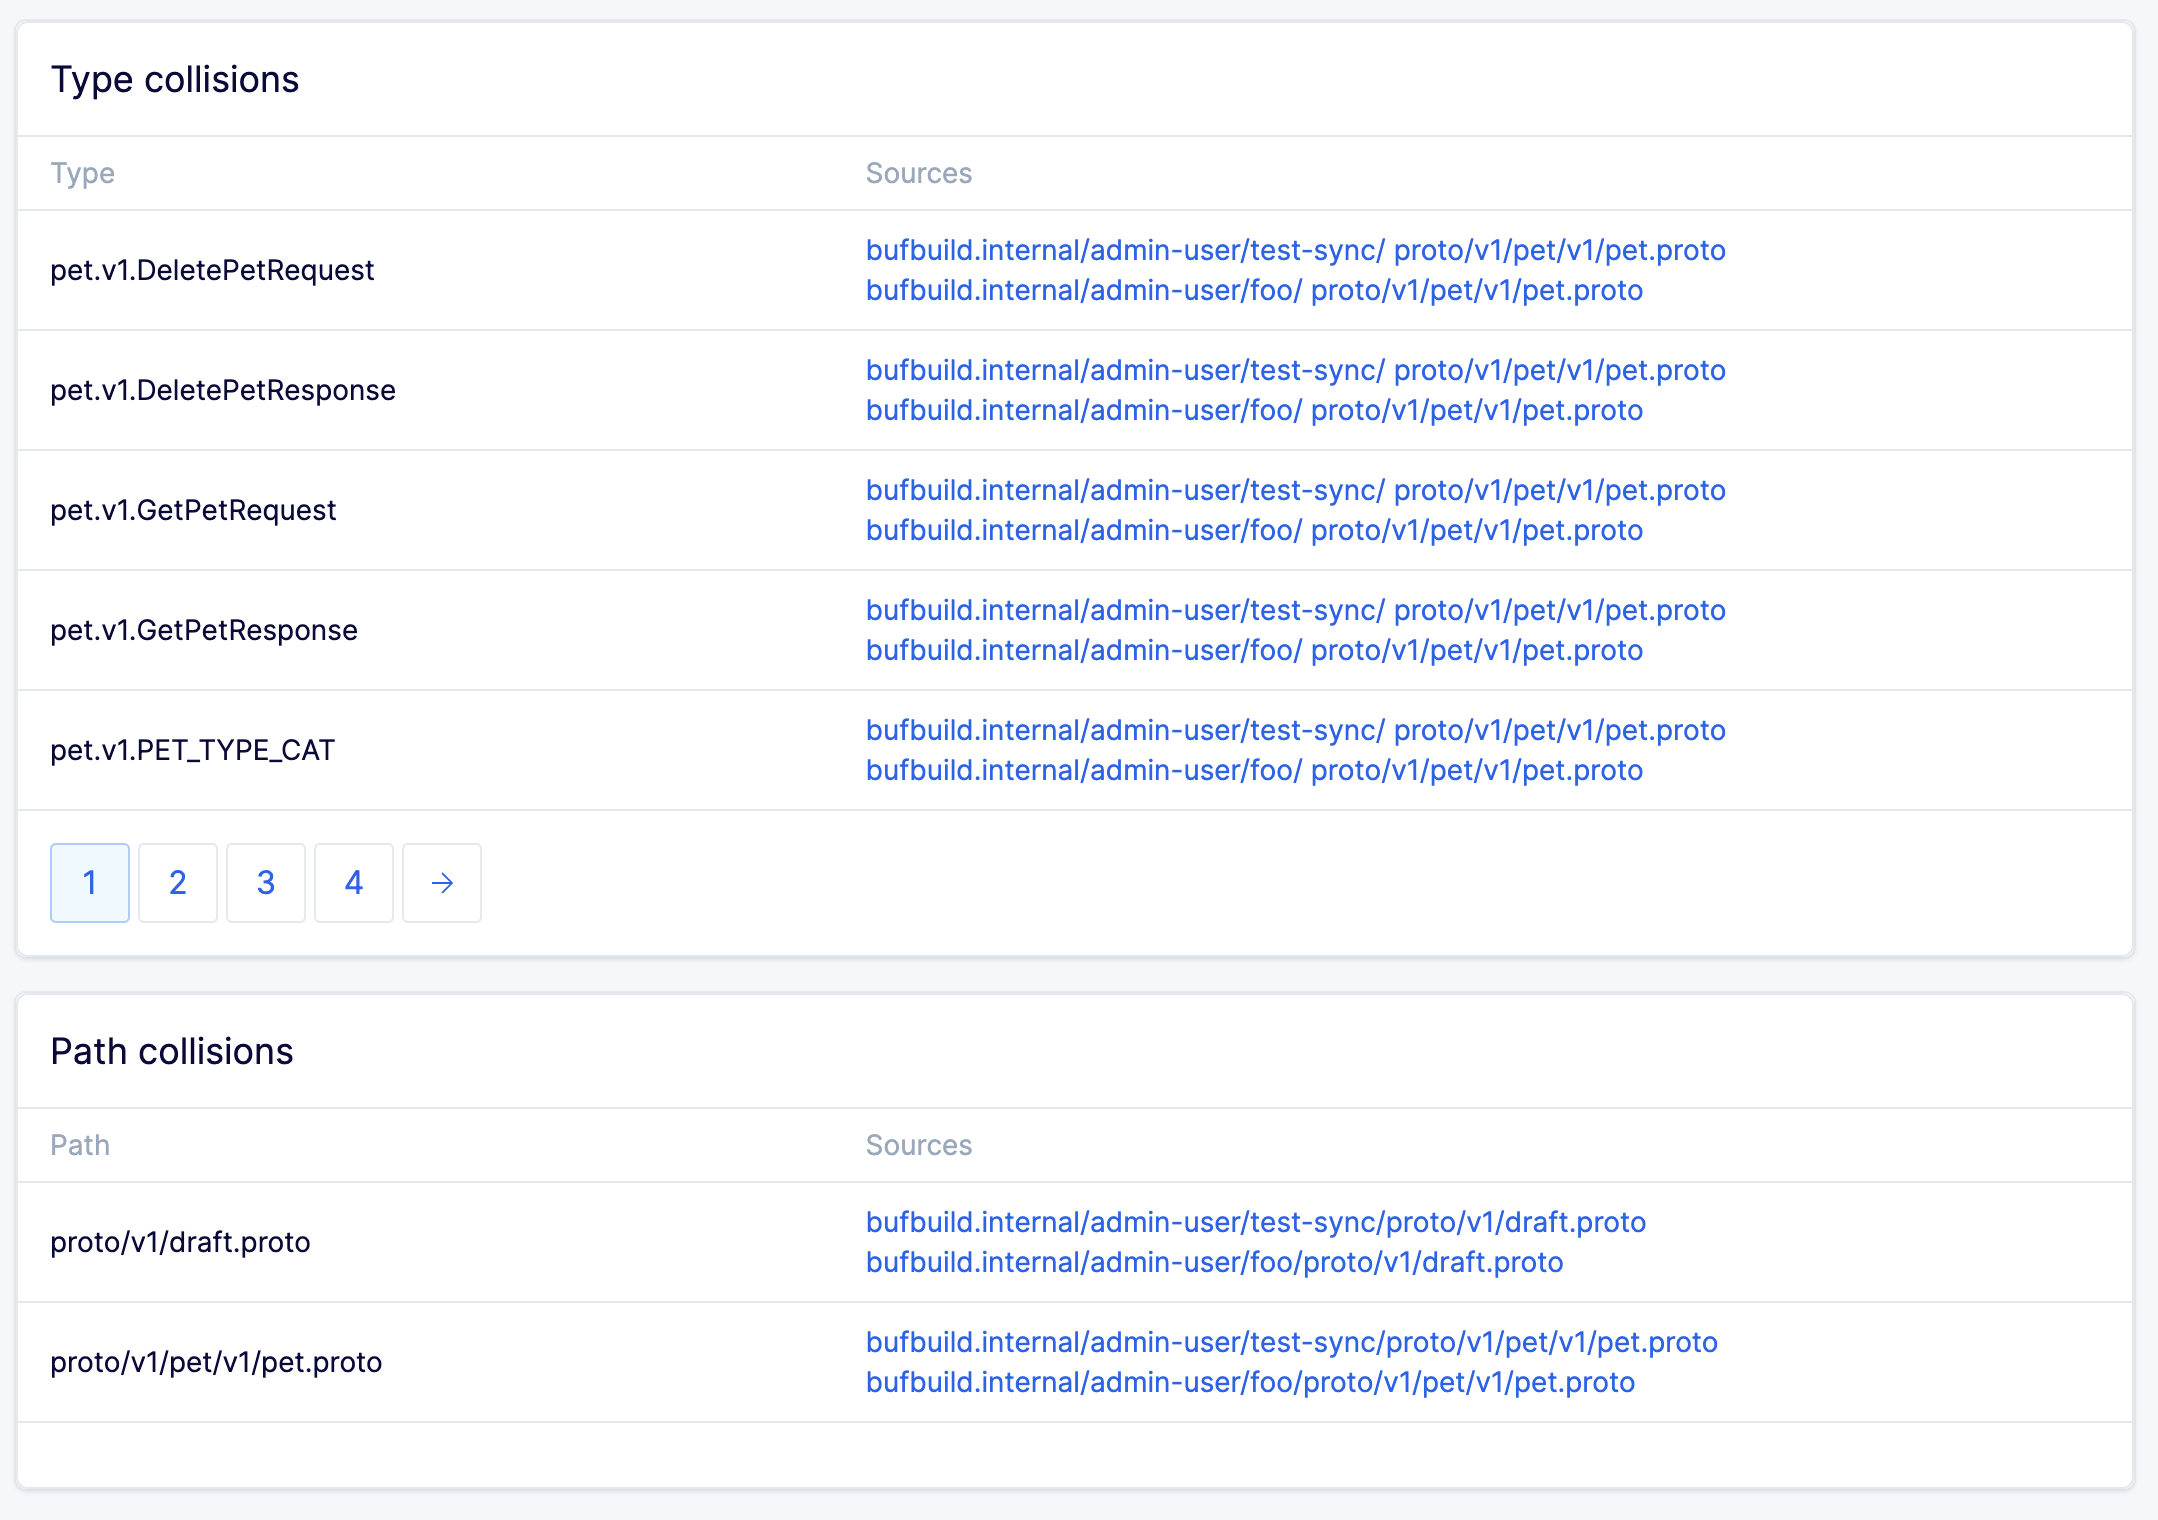 Type collisions
Type Sources
pet.v1.DeletePetRequest
bufbuild.internal/admin-user/test-sync/ proto/v1/pet/v1/pet.proto
bufbuild.internal/admin-user/foo/ proto/v1/pet/v1/pet.proto
pet.v1.DeletePetResponse
bufbuild.internal/admin-user/test-sync/ proto/v1/pet/v1/pet.proto
bufbuild.internal/admin-user/foo/ proto/v1/pet/v1/pet.proto
pet.v1.GetPetRequest
bufbuild.internal/admin-user/test-sync/ proto/v1/pet/v1/pet.proto
bufbuild.internal/admin-user/foo/ proto/v1/pet/v1/pet.proto
pet.v1.GetPetResponse
bufbuild.internal/admin-user/test-sync/ proto/v1/pet/v1/pet.proto
bufbuild.internal/admin-user/foo/ proto/v1/pet/v1/pet.proto
pet.v1.PET_TYPE_CAT
bufbuild.internal/admin-user/test-sync/ proto/v1/pet/v1/pet.proto
bufbuild.internal/admin-user/foo/ proto/v1/pet/v1/pet.proto
1 2 3 4 →
Path collisions
Path Sources
proto/v1/draft.proto
bufbuild.internal/admin-user/test-sync/proto/v1/draft.proto
bufbuild.internal/admin-user/foo/proto/v1/draft.proto
proto/v1/pet/v1/pet.proto
bufbuild.internal/admin-user/test-sync/proto/v1/pet/v1/pet.proto
bufbuild.internal/admin-user/foo/proto/v1/pet/v1/pet.proto